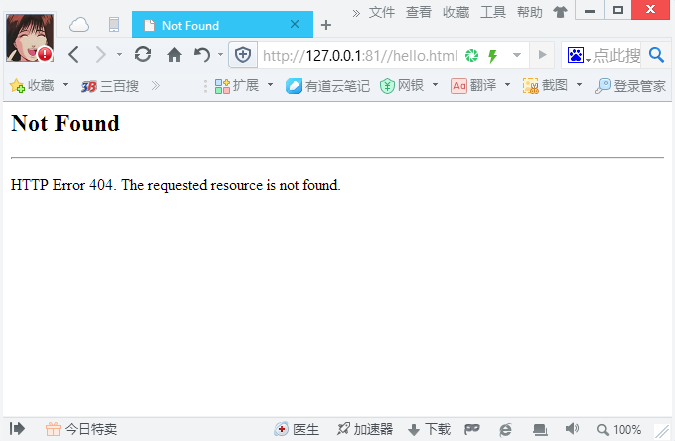 Not Found
» 文件 查看 收藏 工具 帮助
http://127.0.0.1:81//hello.html
点此搜
收藏 三百搜 » 扩展 有道云笔记 网银 Aa 翻译 截图 登录管家
Not Found
HTTP Error 404. The requested resource is not found.
今日特卖 医生 加速器 下载 100%